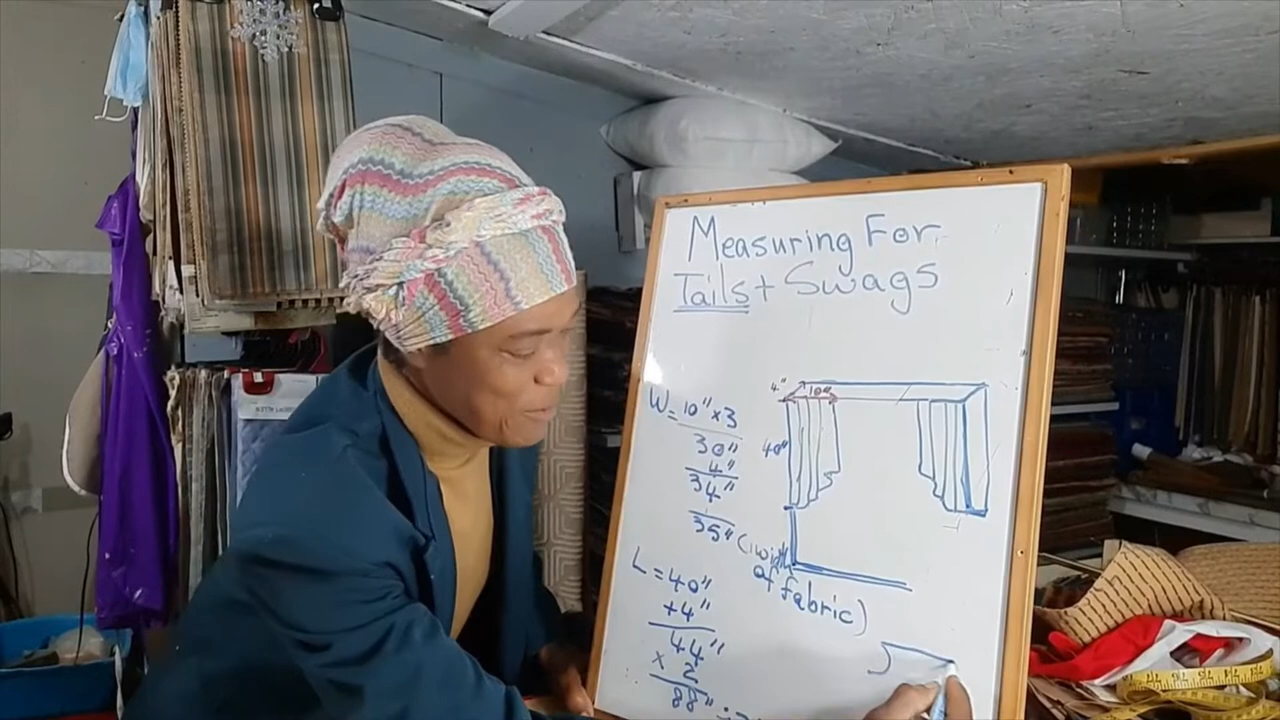 Measuring For
Tails + Swags
4"
10"
W = 10" x 3
30"
4"
34"
1
35" (1 width
of fabric)
40"
L = 40"
+4"
44"
x 2
88"